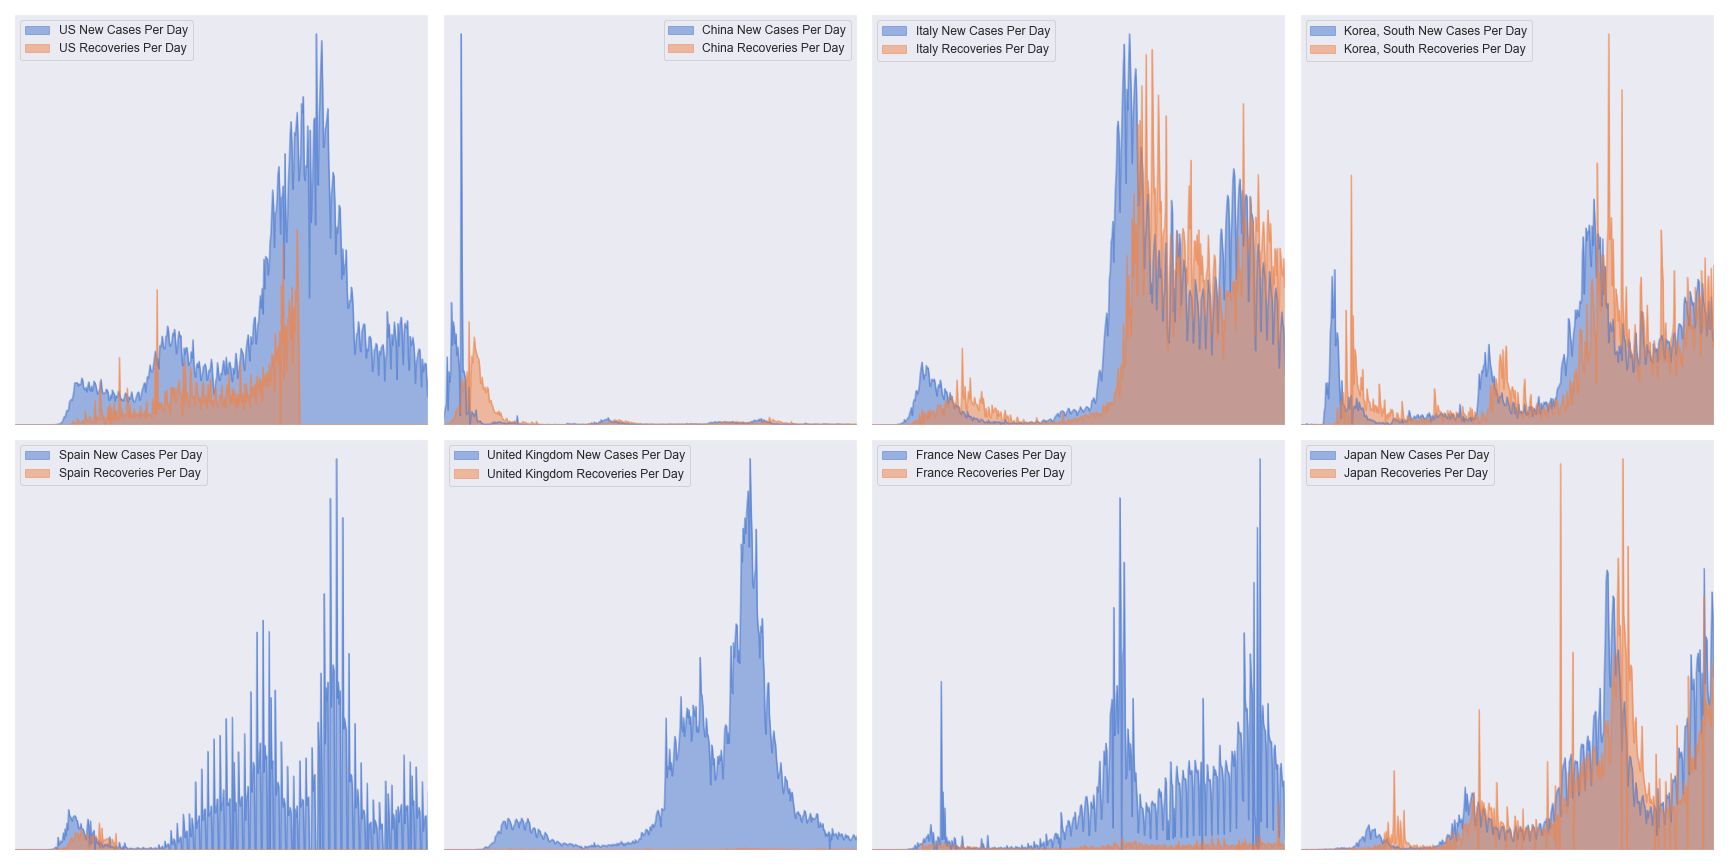 US New Cases Per Day
US Recoveries Per Day
China New Cases Per Day
China Recoveries Per Day
Italy New Cases Per Day
Italy Recoveries Per Day
Korea, South New Cases Per Day
Korea, South Recoveries Per Day
Spain New Cases Per Day
Spain Recoveries Per Day
United Kingdom New Cases Per Day
United Kingdom Recoveries Per Day
France New Cases Per Day
France Recoveries Per Day
Japan New Cases Per Day
Japan Recoveries Per Day